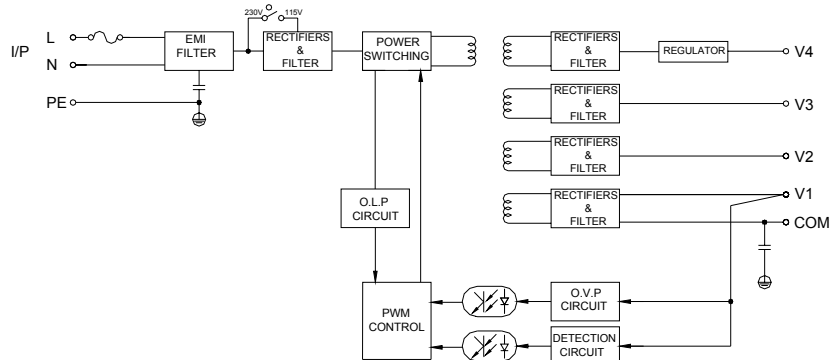 230V 115V
I/P
L
N
PE
EMI
FILTER
RECTIFIERS
&
FILTER
POWER
SWITCHING
RECTIFIERS
&
FILTER
REGULATOR
V4
RECTIFIERS
&
FILTER
V3
RECTIFIERS
&
FILTER
V2
RECTIFIERS
&
FILTER
V1
COM
O.L.P
CIRCUIT
PWM
CONTROL
O.V.P
CIRCUIT
DETECTION
CIRCUIT